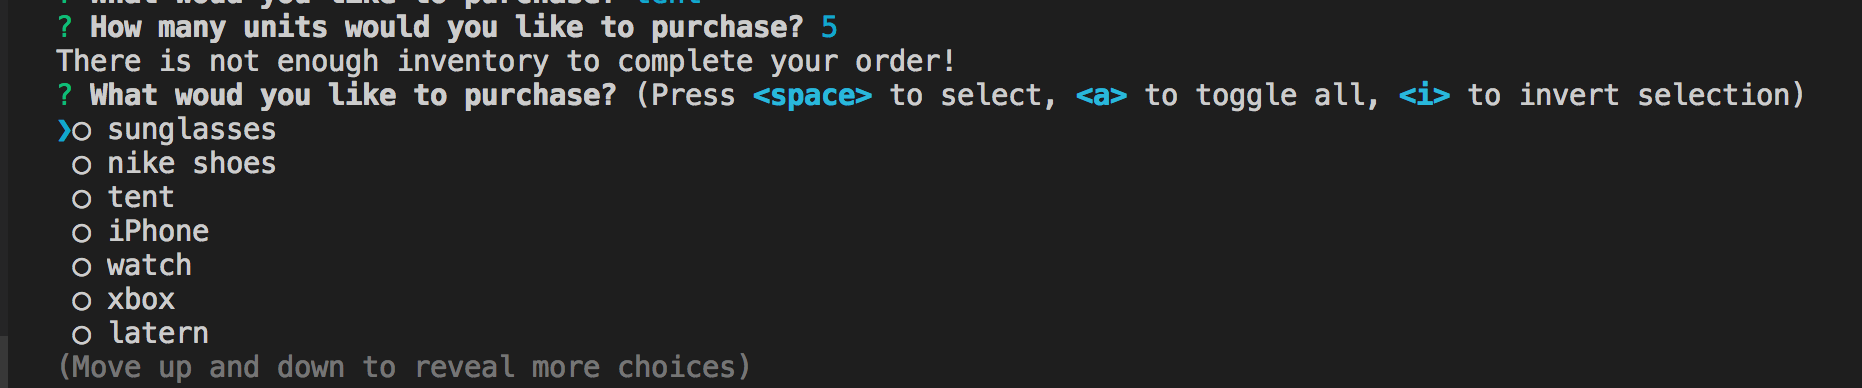 ? What woud you like to purchase? tent
? How many units would you like to purchase? 5
There is not enough inventory to complete your order!
? What woud you like to purchase? (Press <space> to select, <a> to toggle all, <i> to invert selection)
❯○ sunglasses
○ nike shoes
○ tent
○ iPhone
○ watch
○ xbox
○ latern
(Move up and down to reveal more choices)